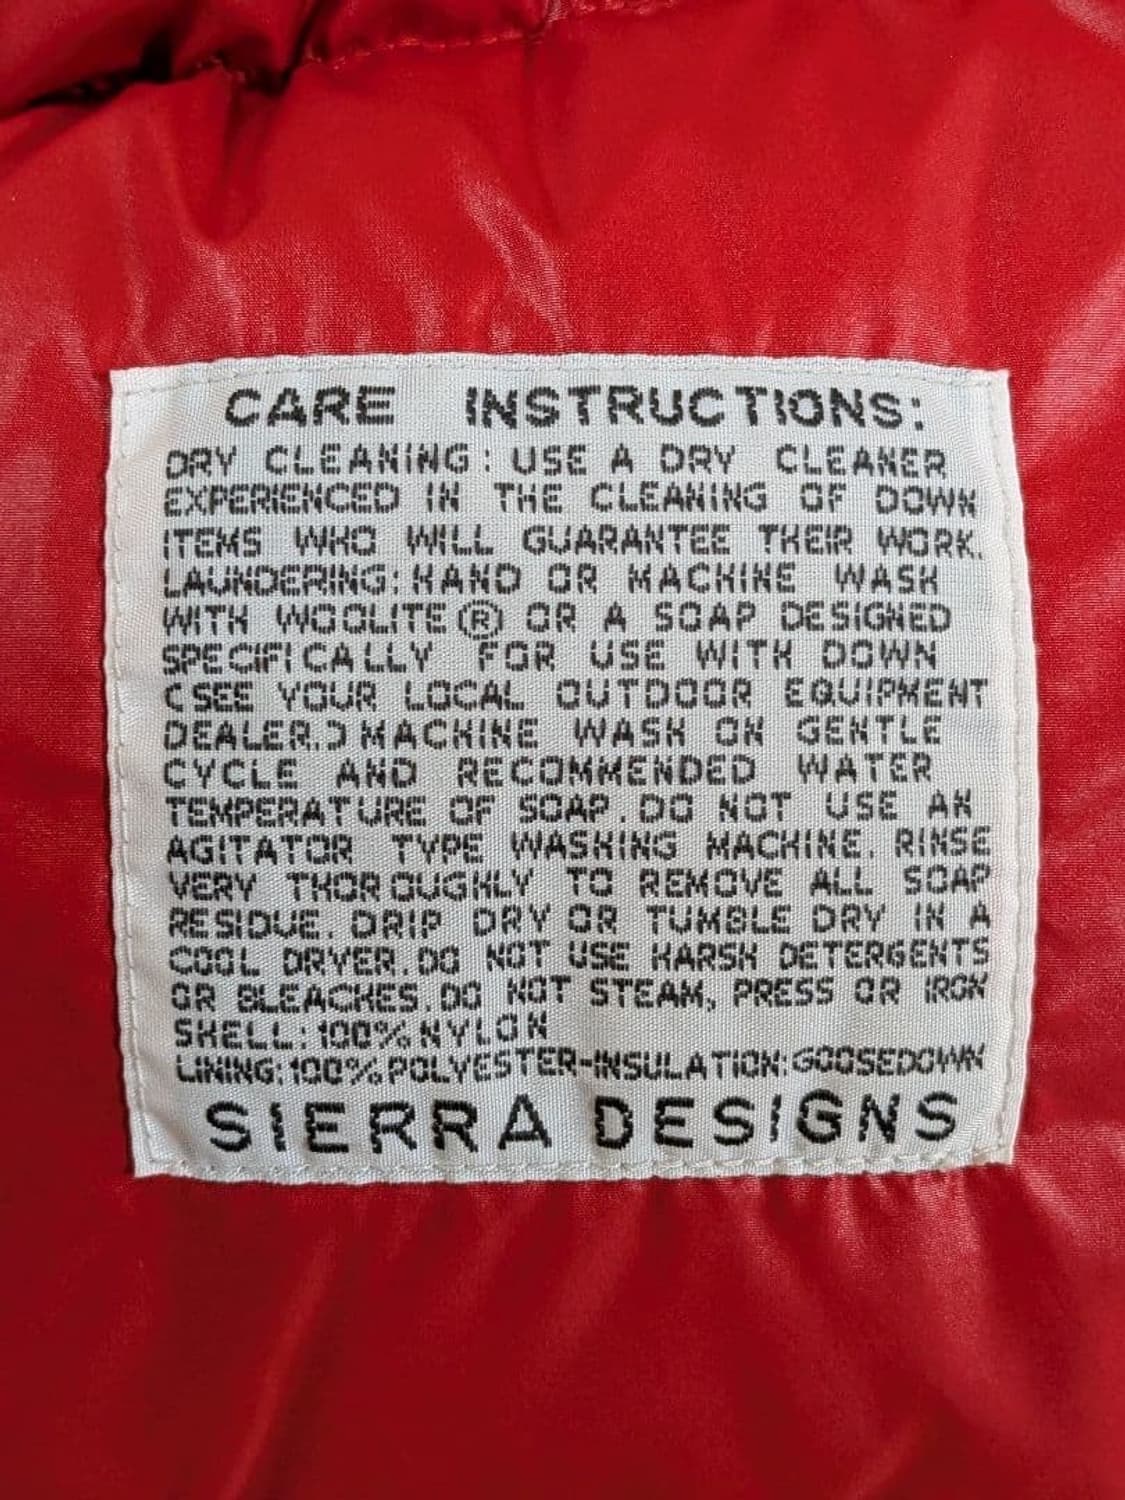 CARE INSTRUCTIONS:
DRY CLEANING: USE A DRY CLEANER
EXPERIENCED IN THE CLEANING OF DOWN
ITEMS WHO WILL GUARANTEE THEIR WORK.
LAUNDERING: HAND OR MACHINE WASH
WITH WOOLITE ® OR A SOAP DESIGNED
SPECIFICALLY FOR USE WITH DOWN
(SEE YOUR LOCAL OUTDOOR EQUIPMENT
DEALER.) MACHINE WASH ON GENTLE
CYCLE AND RECOMMENDED WATER
TEMPERATURE OF SOAP. DO NOT USE AN
AGITATOR TYPE WASHING MACHINE. RINSE
VERY THOROUGHLY TO REMOVE ALL SOAP
RESIDUE. DRIP DRY OR TUMBLE DRY IN A
COOL DRYER. DO NOT USE HARSH DETERGENTS
OR BLEACHES. DO NOT STEAM, PRESS OR IRON
SHELL: 100% NYLON
LINING: 100% POLYESTER-INSULATION: GOOSEDOWN
SIERRA DESIGNS